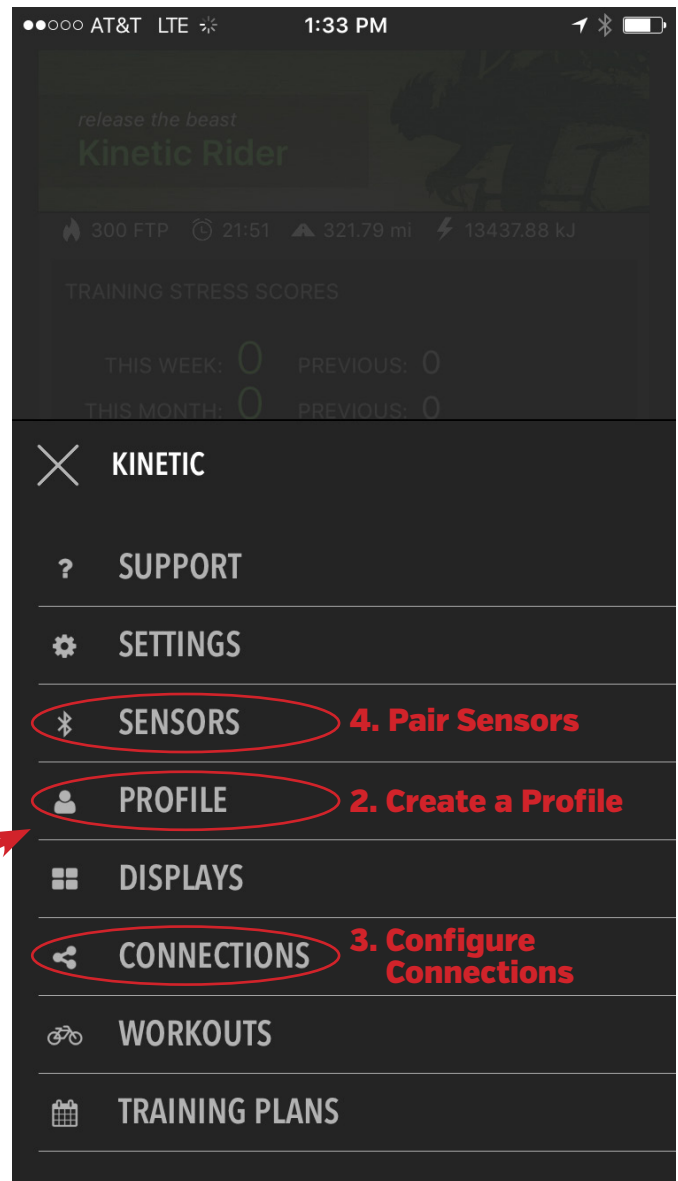 AT&T LTE 1:33 PM
release the beast
Kinetic Rider
300 FTP 21:51 321.79 mi 13437.88 kJ
TRAINING STRESS SCORES
THIS WEEK: 0 PREVIOUS: 0
THIS MONTH: 0 PREVIOUS: 0
KINETIC
? SUPPORT
SETTINGS
SENSORS 4. Pair Sensors
PROFILE 2. Create a Profile
DISPLAYS
CONNECTIONS 3. Configure
Connections
WORKOUTS
TRAINING PLANS